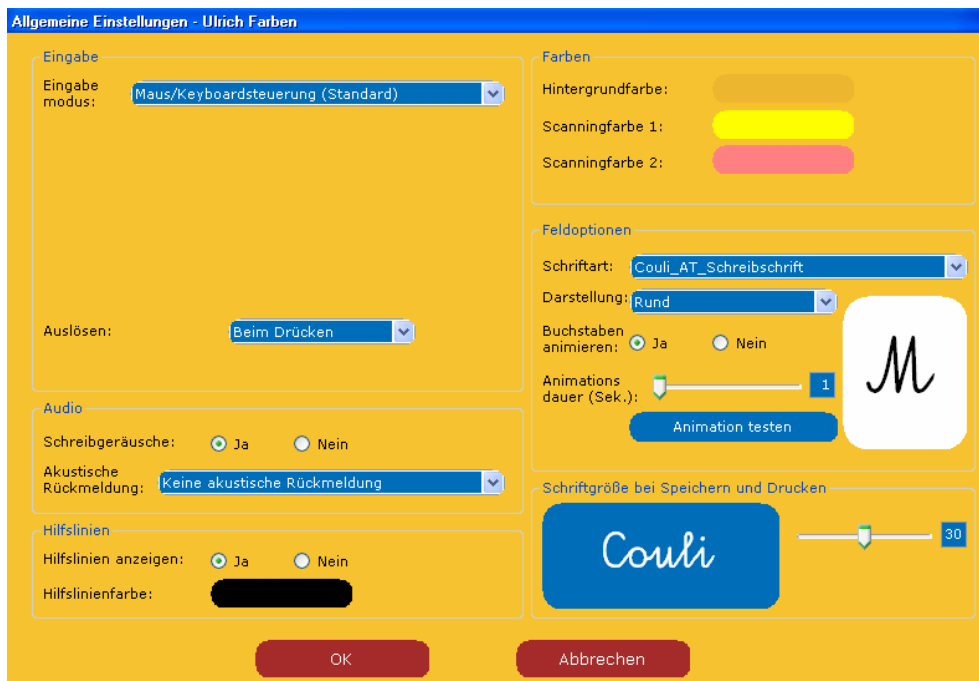 Allgemeine Einstellungen - Ulrich Farben
Eingabe
Eingabe
modus:
Maus/Keyboardsteuerung (Standard)
Auslösen:
Beim Drücken
Audio
Schreibgeräusche:
Ja
Nein
Akustische
Rückmeldung:
Keine akustische Rückmeldung
Hilfslinien
Hilfslinien anzeigen:
Ja
Nein
Hilfslinienfarbe:
Farben
Hintergrundfarbe:
Scanningfarbe 1:
Scanningfarbe 2:
Feldoptionen
Schriftart:
Couli_AT_Schreibschrift
Darstellung:
Rund
Buchstaben
animieren:
Ja
Nein
Animations
dauer (Sek.):
1
Animation testen
M
Schriftgröße bei Speichern und Drucken
Couli
30
OK
Abbrechen